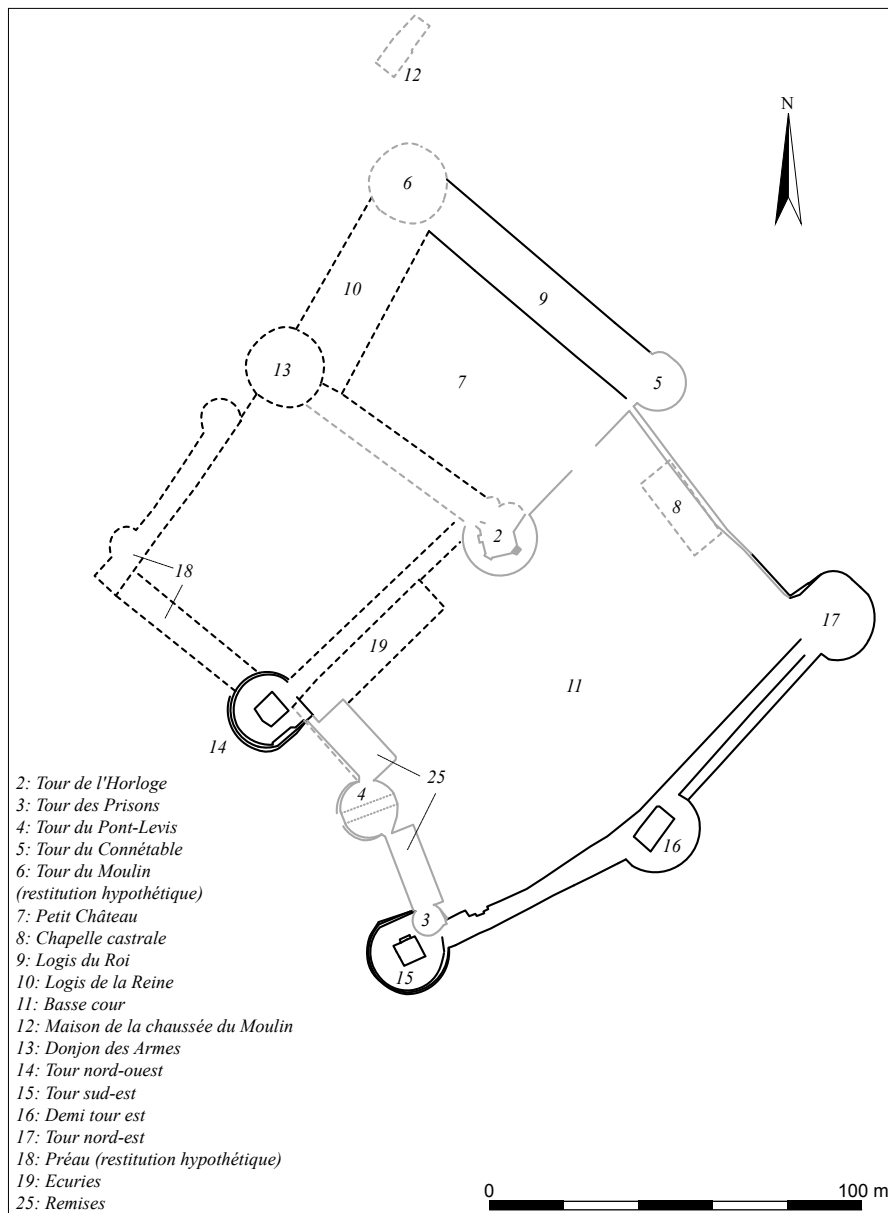 12
N
6
10
9
13
5
7
8
2
18
17
19
11
14
25
4
16
3
15
2: Tour de l'Horloge
3: Tour des Prisons
4: Tour du Pont-Levis
5: Tour du Connétable
6: Tour du Moulin
(restitution hypothétique)
7: Petit Château
8: Chapelle castrale
9: Logis du Roi
10: Logis de la Reine
11: Basse cour
12: Maison de la chaussée du Moulin
13: Donjon des Armes
14: Tour nord-ouest
15: Tour sud-est
16: Demi tour est
17: Tour nord-est
18: Préau (restitution hypothétique)
19: Ecuries
25: Remises
0 100 m